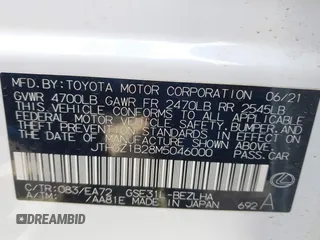 MFD. BY: TOYOTA MOTOR CORPORATION 06/21
GVWR 4700LB GAWR FR 2470LB RR 2545LB
THIS VEHICLE CONFORMS TO ALL APPLICABLE
FEDERAL MOTOR VEHICLE SAFETY, BUMPER, AND
THEFT PREVENTION STANDARDS IN EFFECT ON
THE DATE OF MANUFACTURE SHOWN ABOVE.
PASS.CAR
C/TR: 083/EA72 GSE31L-BEZLHA
A/TM: /AA81E MADE IN JAPAN 692 A
AUTOBIDCAR